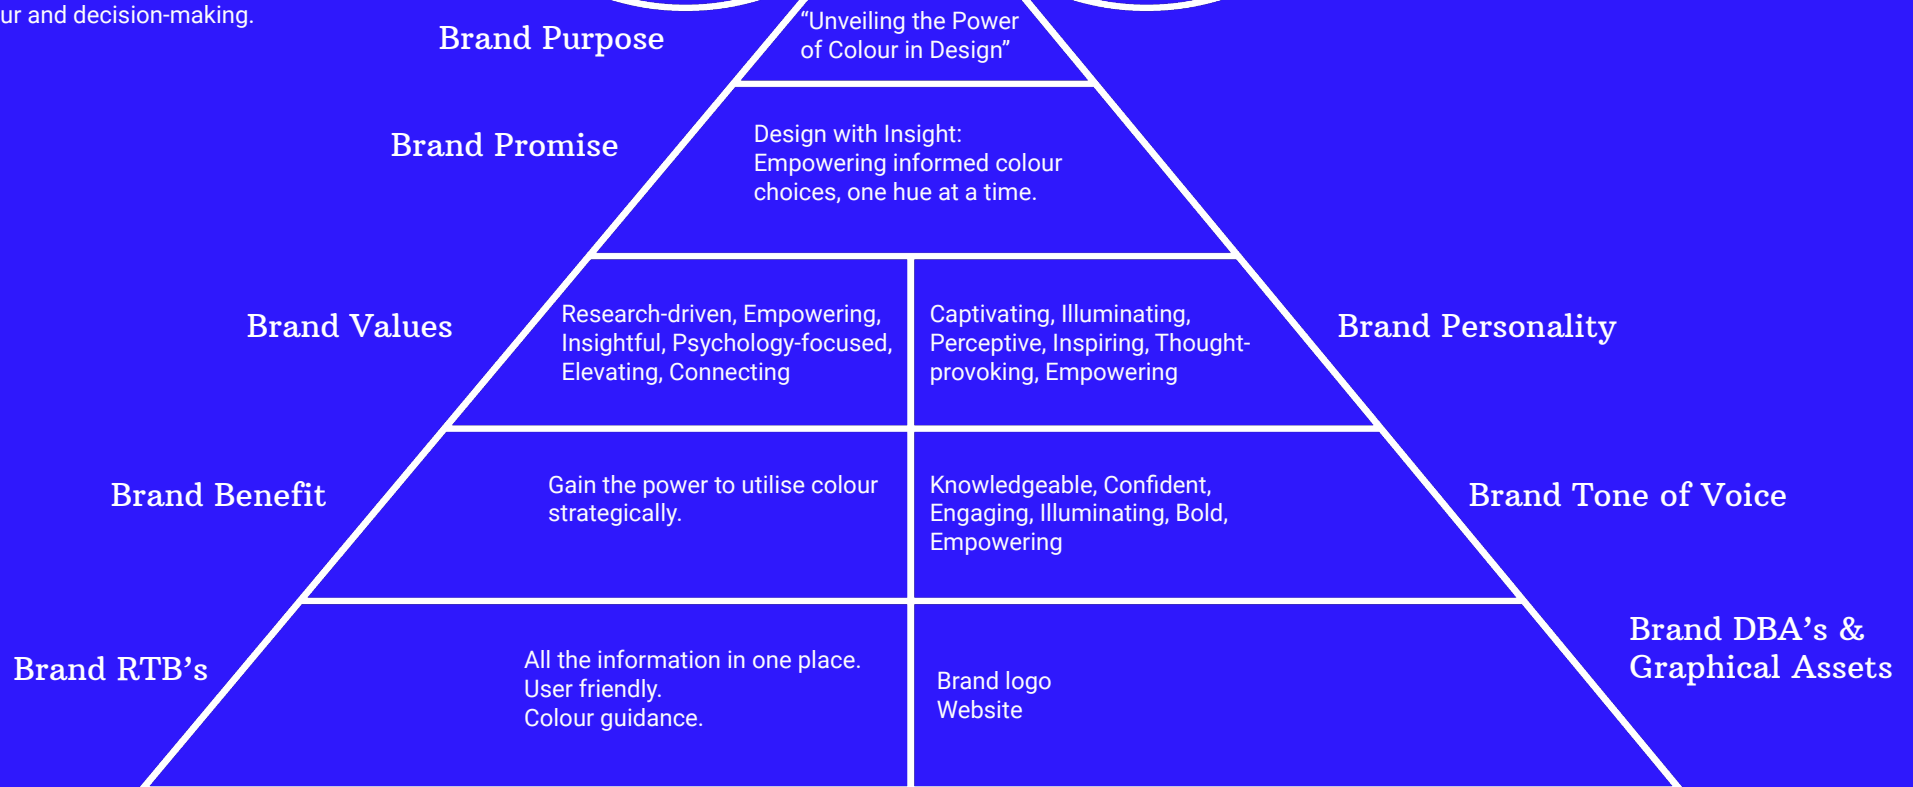 ur and decision-making.
Brand Purpose
“Unveiling the Power
of Colour in Design”
Brand Promise
Design with Insight:
Empowering informed colour
choices, one hue at a time.
Brand Values
Research-driven, Empowering,
Insightful, Psychology-focused,
Elevating, Connecting
Captivating, Illuminating,
Perceptive, Inspiring, Thought-
provoking, Empowering
Brand Personality
Brand Benefit
Gain the power to utilise colour
strategically.
Knowledgeable, Confident,
Engaging, Illuminating, Bold,
Empowering
Brand Tone of Voice
Brand RTB’s
All the information in one place.
User friendly.
Colour guidance.
Brand logo
Website
Brand DBA’s &
Graphical Assets